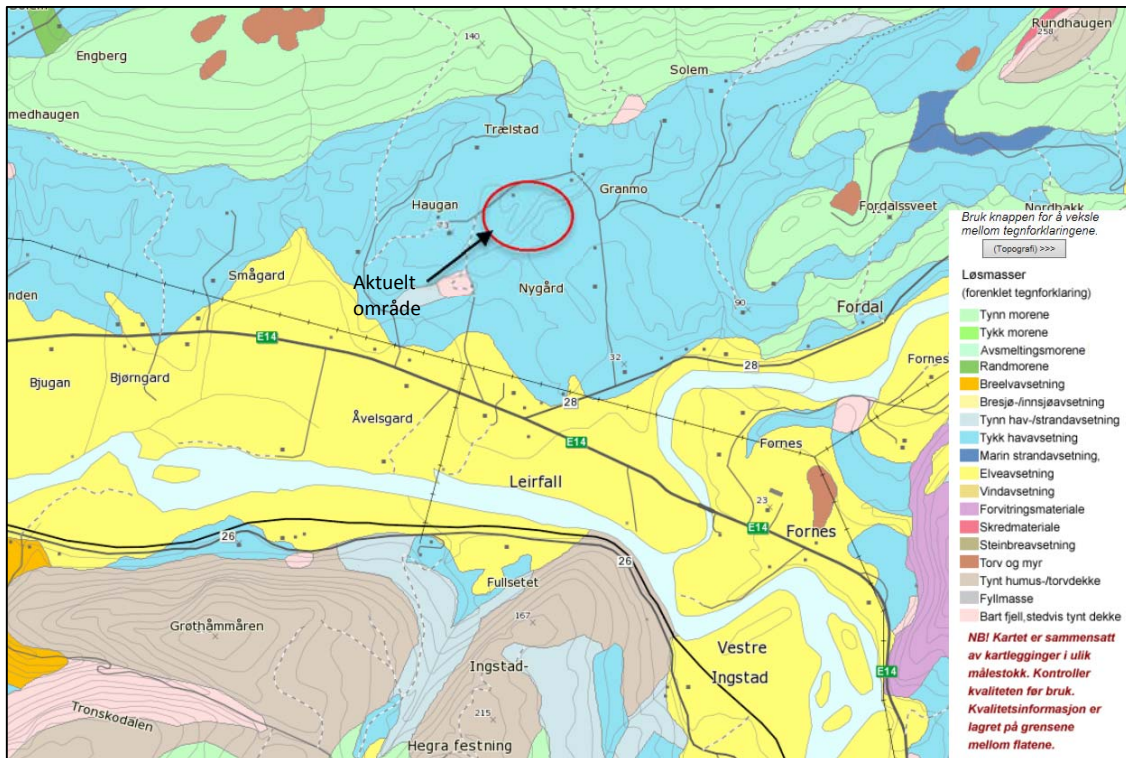 Rundhaugen
258
Engberg
140
Solem
medhaugen
Trælstad
Granmo
Haugan
Fordalssveet
Nordbakk
73
Aktuelt
område
Nygård
Smågard
nden
90
Fordal
E14
32
28
Fornes
Bjugan
Bjørngard
Åvelsgard
28
E14
Fornes
Leirfall
23
E14
Fornes
26
26
Fullsetet
167
Grøthåmmåren
Vestre
Ingstad
Ingstad-
E14
Tronskodalen
215
Hegra festning
Bruk knappen for å veksle
mellom tegnforklaringene.
(Topografi) >>>
Løsmasser
(forenklet tegnforklaring)
Tynn morene
Tykk morene
Avsmeltingsmorene
Randmorene
Breelvavsetning
Bresjø-/innsjøavsetning
Tynn hav-/strandavsetning
Tykk havavsetning
Marin strandavsetning,
Elveavsetning
Vindavsetning
Forvitringsmateriale
Skredmateriale
Steinbreavsetning
Torv og myr
Tynt humus-/torvdekke
Fyllmasse
Bart fjell,stedvis tynt dekke
NB! Kartet er sammensatt
av kartlegginger i ulik
målestokk. Kontroller
kvaliteten før bruk.
Kvalitetsinformasjon er
lagret på grensene
mellom flatene.